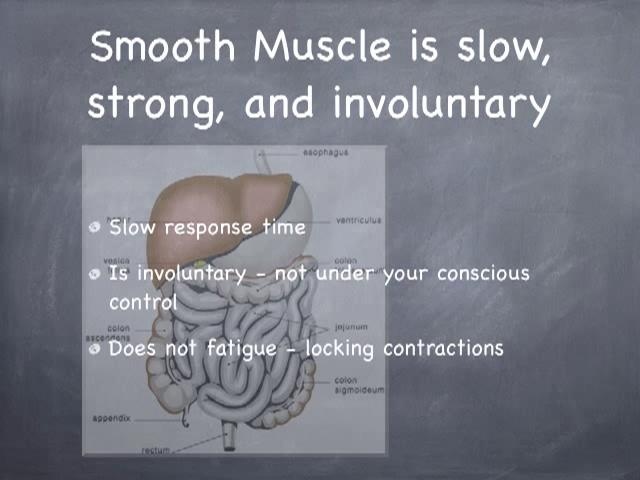 Smooth Muscle is slow,
strong, and involuntary
esophagus
Slow response time
ventriculus
vesica
colon
Is involuntary – not under your conscious
control
colon
ascendens
jejunum
Does not fatigue – locking contractions
colon
sigmoideum
appendix
rectum